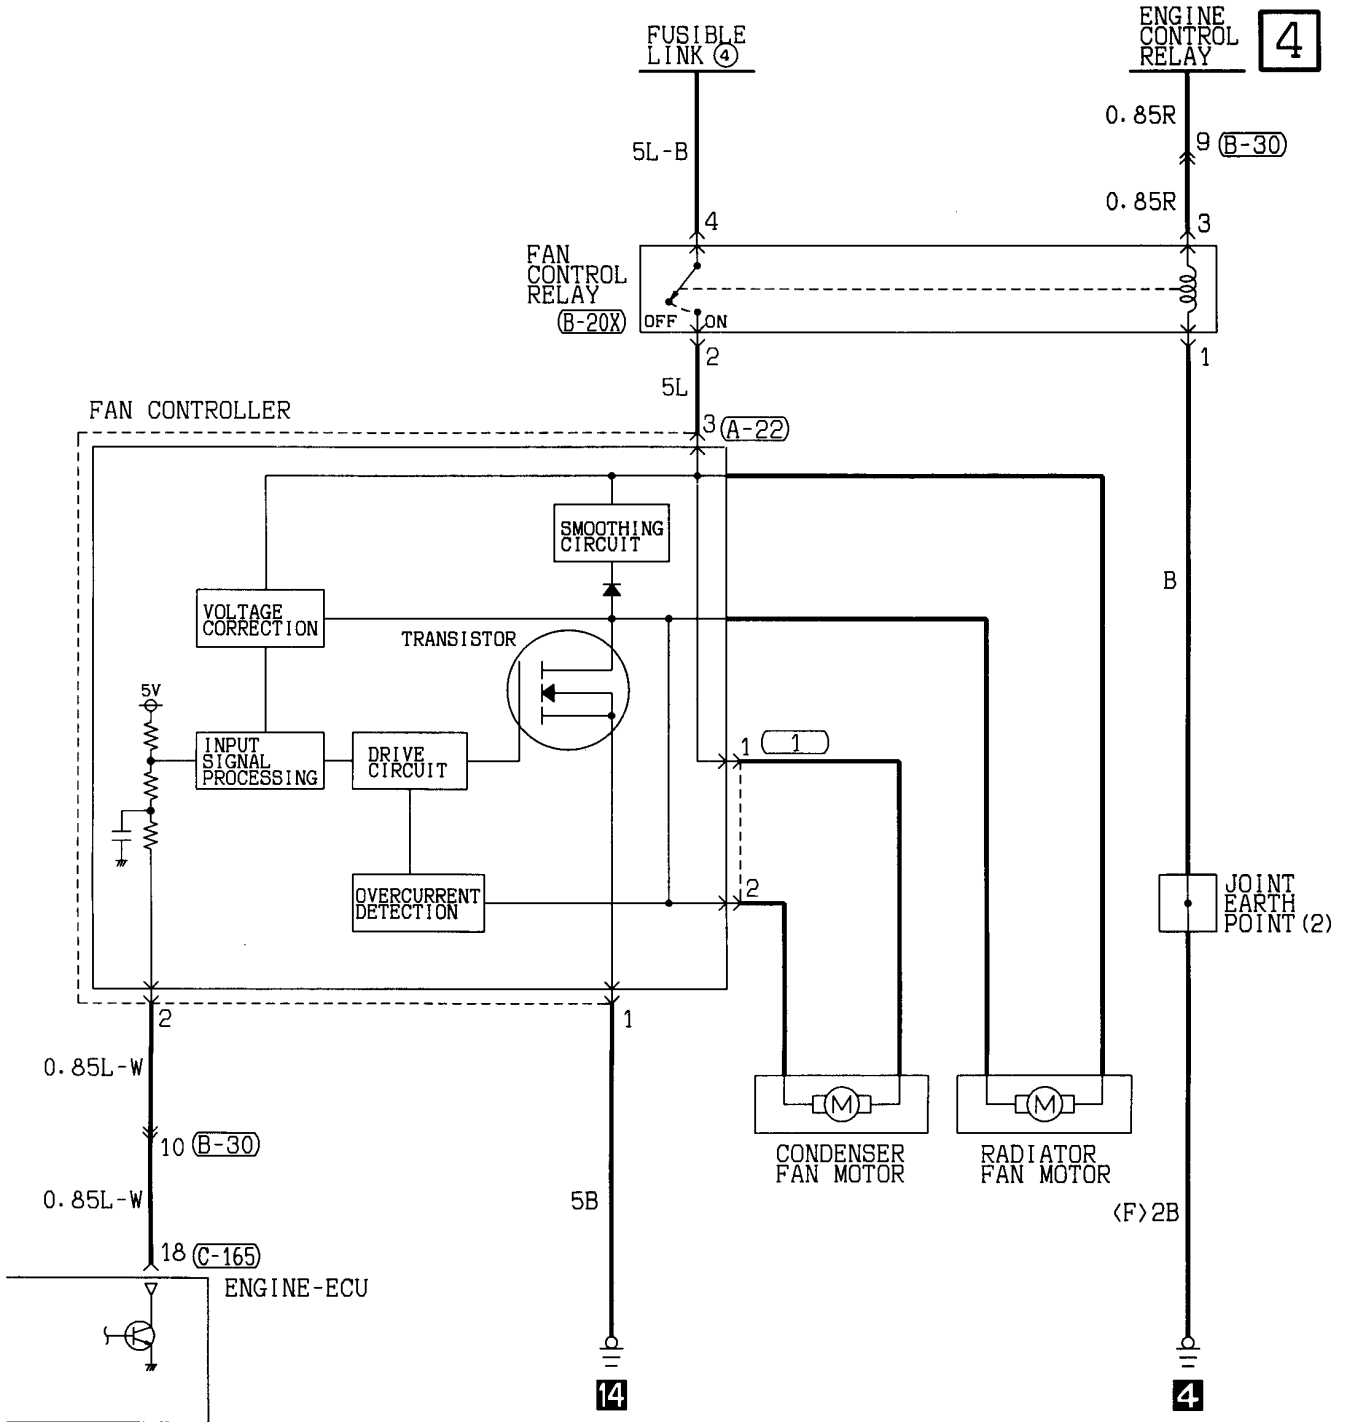 FUSIBLE
LINK ④
ENGINE
CONTROL
RELAY
4
0.85R
9 (B-30)
5L-B
0.85R
4
3
FAN
CONTROL
RELAY
(B-20X)
OFF
ON
2
1
5L
FAN CONTROLLER
3 (A-22)
SMOOTHING
CIRCUIT
B
VOLTAGE
CORRECTION
TRANSISTOR
5V
INPUT
SIGNAL
PROCESSING
DRIVE
CIRCUIT
1 (1)
OVERCURRENT
DETECTION
2
JOINT
EARTH
POINT(2)
2
1
0.85L-W
M
M
10 (B-30)
CONDENSER
FAN MOTOR
RADIATOR
FAN MOTOR
0.85L-W
5B
<F>2B
18 (C-165)
ENGINE-ECU
14
4